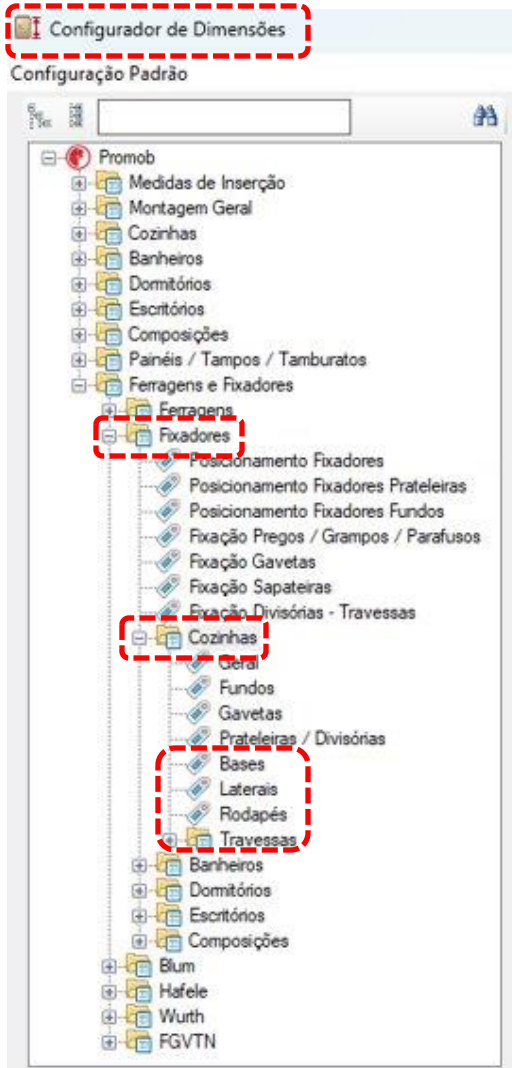 Configurador de Dimensões
Configuração Padrão
Promob
Medidas de Inserção
Montagem Geral
Cozinhas
Banheiros
Dormitórios
Escritórios
Composições
Painéis / Tampos / Tamburatos
Ferragens e Fixadores
Ferragens
Fixadores
Posicionamento Fixadores
Posicionamento Fixadores Prateleiras
Posicionamento Fixadores Fundos
Fixação Pregos / Grampos / Parafusos
Fixação Gavetas
Fixação Sapateiras
Fixação Divisórias - Travessas
Cozinhas
Geral
Fundos
Gavetas
Prateleiras / Divisórias
Bases
Laterais
Rodapés
Travessas
Banheiros
Dormitórios
Escritórios
Composições
Blum
Hafele
Wurth
FGVTN